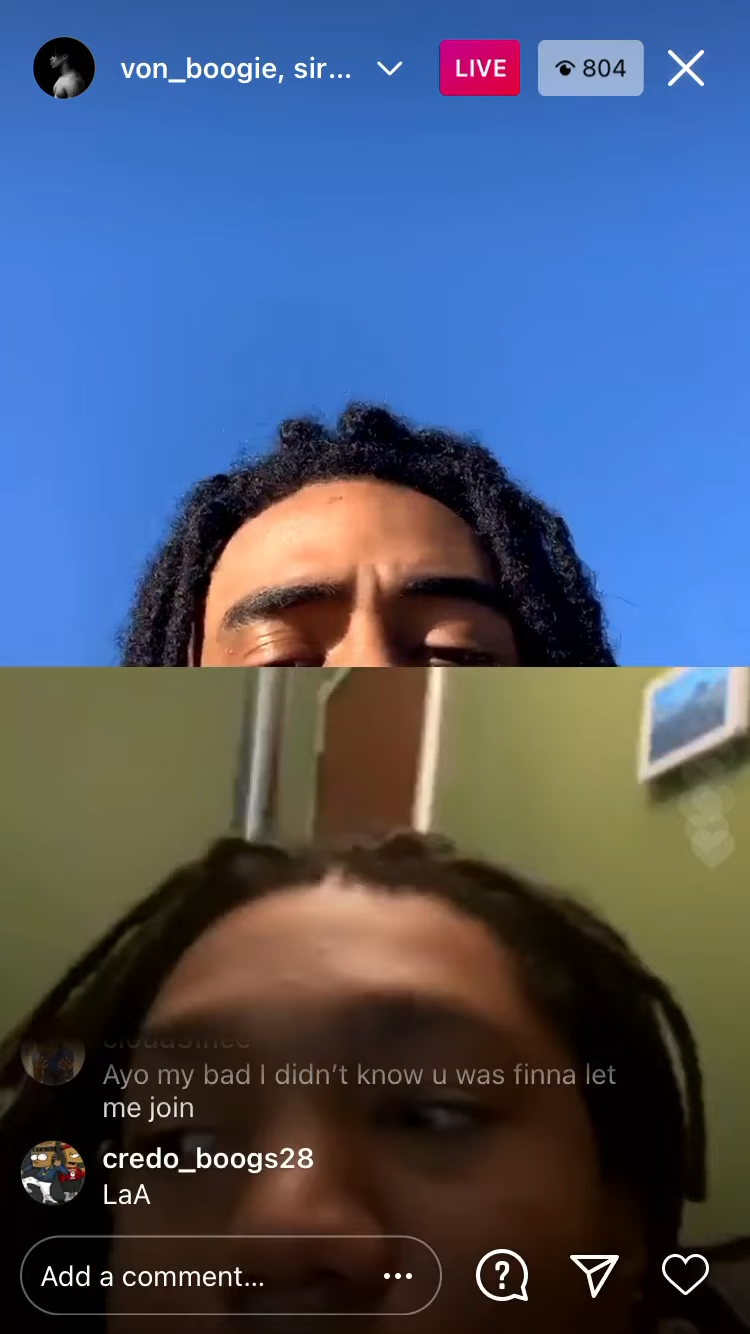 von_boogie, sir...
LIVE
804
Ayo my bad I didn’t know u was finna let
me join
credo_boogs28
LaA
Add a comment...